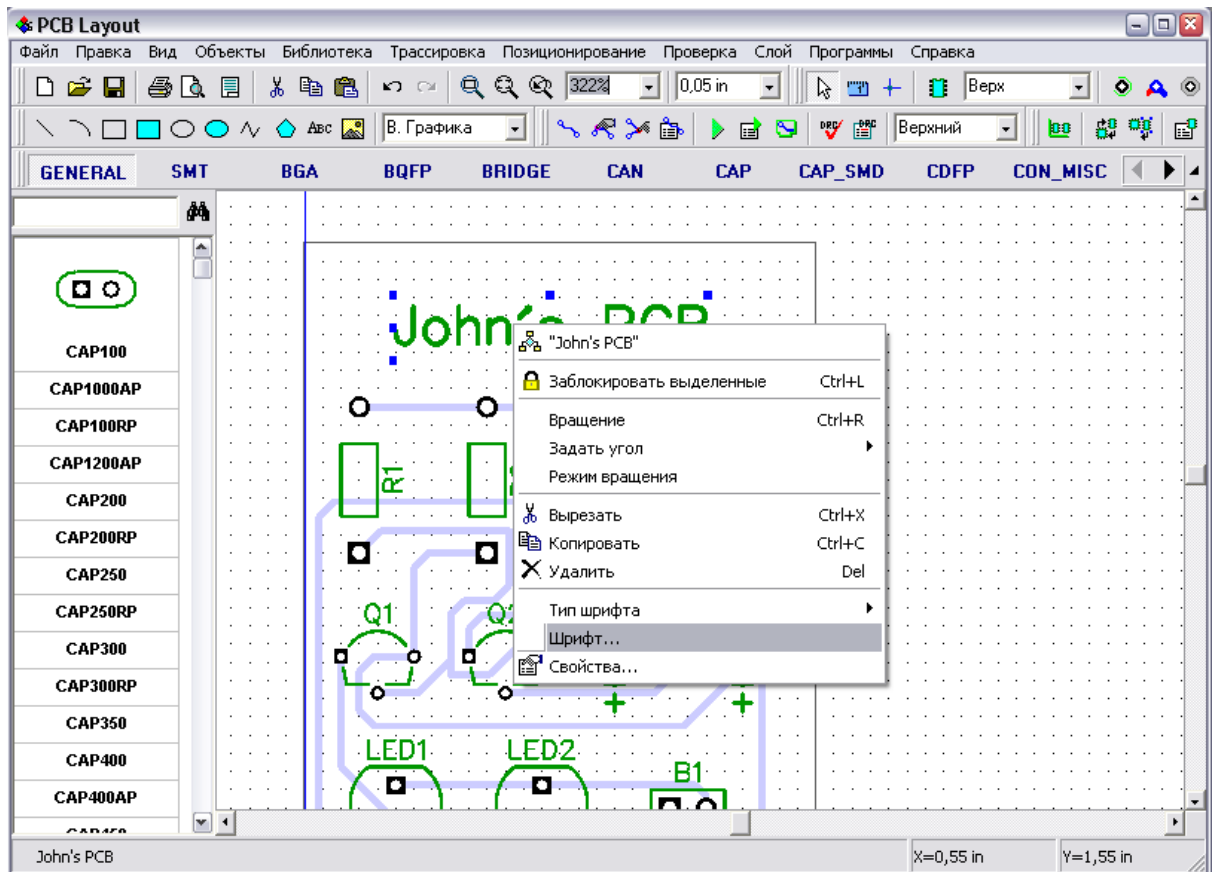 PCB Layout
Файл Правка Вид Объекты Библиотека Трассировка Позиционирование Проверка Слой Программы Справка
322% 0,05 in Верх
ABC В. Графика DRC DRC Верхний
GENERAL SMT BGA BQFP BRIDGE CAN CAP CAP_SMD CDFP CON_MISC
John's PCB
"John's PCB"
CAP100
Заблокировать выделенные Ctrl+L
CAP1000AP
Вращение Ctrl+R
CAP100RP
Задать угол
CAP1200AP
R1
Режим вращения
CAP200
Вырезать Ctrl+X
CAP200RP
Копировать Ctrl+C
CAP250
Удалить Del
CAP250RP
Q1
Тип шрифта
CAP300
Шрифт...
CAP300RP
Свойства...
CAP350
CAP400
LED1 LED2 B1
CAP400AP
John's PCB X=0,55 in Y=1,55 in